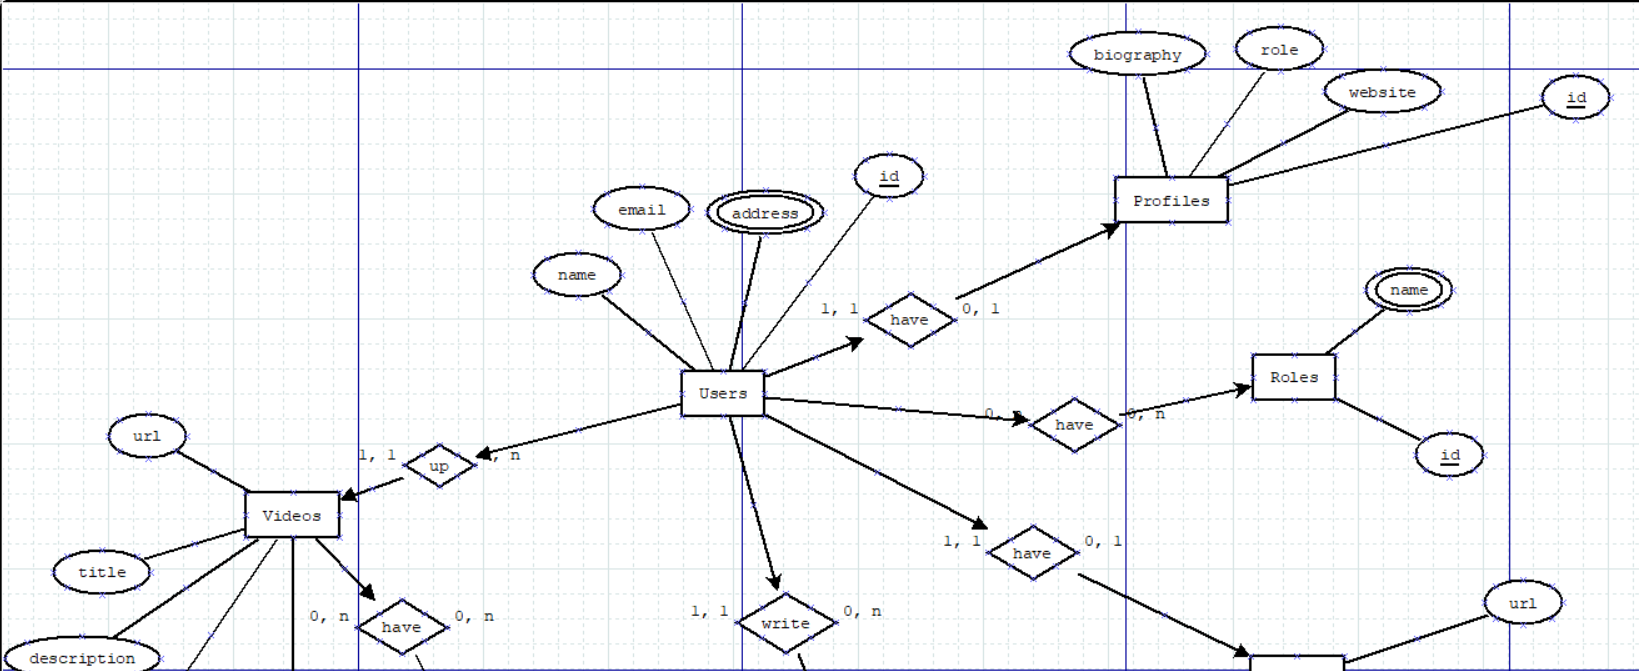 biography
role
website
id
id
email
address
Profiles
name
1, 1
have
0, 1
name
Roles
Users
0, n
have
0, n
url
1, 1
up
, n
id
Videos
1, 1
have
0, 1
title
0, n
have
0, n
1, 1
write
0, n
url
description